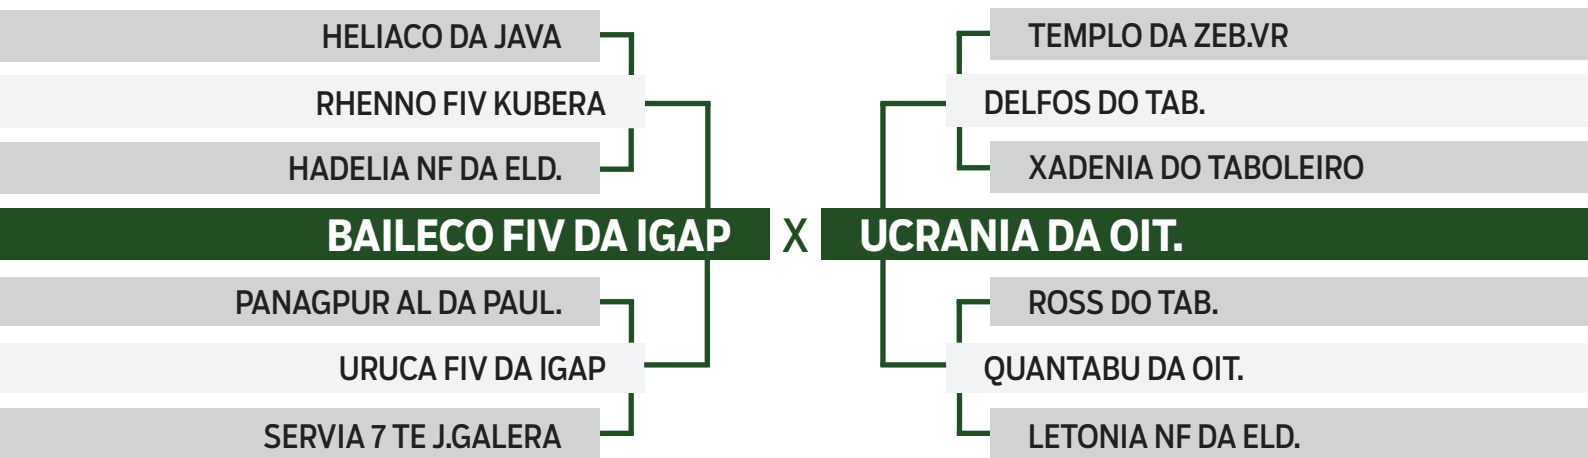 HELIACO DA JAVA
RHENNO FIV KUBERA
HADELIA NF DA ELD.
BAILECO FIV DA IGAP
PANAGPUR AL DA PAUL.
URUCA FIV DA IGAP
SERVIA 7 TE J.GALERA
X
TEMPLO DA ZEB.VR
DELFOS DO TAB.
XADENIA DO TABOLEIRO
UCRANIA DA OIT.
ROSS DO TAB.
QUANTABU DA OIT.
LETONIA NF DA ELD.